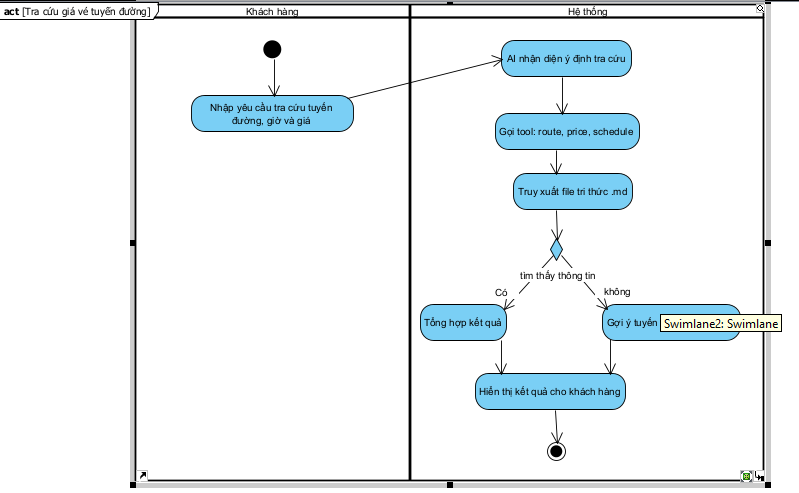 act [Tra cứu giá vé tuyến đường]
Khách hàng
Hệ thống
AI nhận diện ý định tra cứu
Nhập yêu cầu tra cứu tuyến
đường, giờ và giá
Gọi tool: route, price, schedule
Truy xuất file tri thức .md
tìm thấy thông tin
Có
không
Tổng hợp kết quả
Gợi ý tuyến
Swimlane2: Swimlane
Hiển thị kết quả cho khách hàng